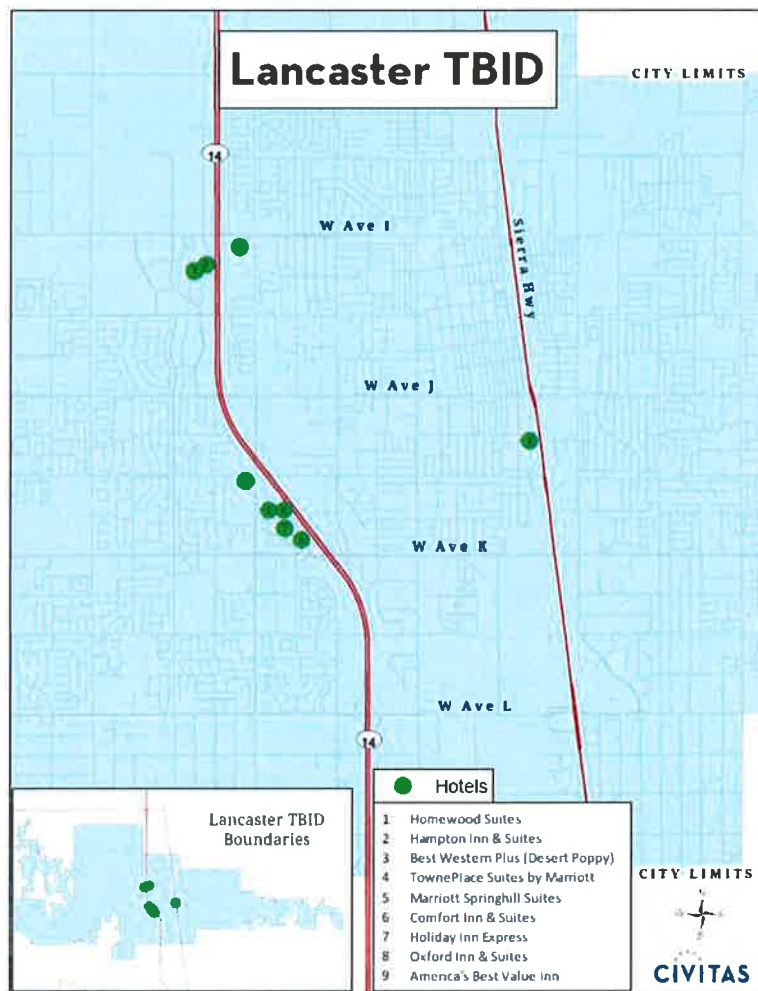 Lancaster TBID
CITY LIMITS
14
W Ave I
Sierra Hwy
W Ave J
W Ave K
W Ave L
14
Hotels
Lancaster TBID
Boundaries
1 Homewood Suites
2 Hampton Inn & Suites
3 Best Western Plus (Desert Poppy)
4 TownePlace Suites by Marriott
5 Marriott Springhill Suites
6 Comfort Inn & Suites
7 Holiday Inn Express
8 Oxford Inn & Suites
9 America's Best Value Inn
CITY LIMITS
CIVITAS